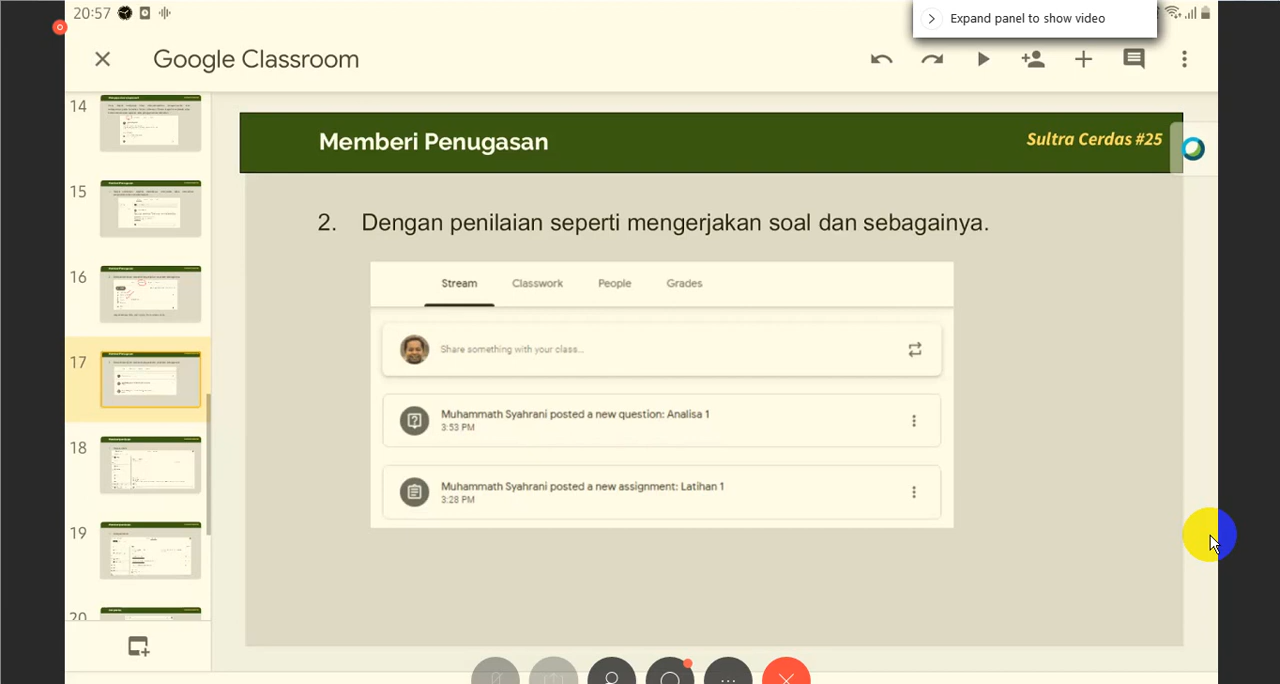 20:57
Expand panel to show video
Google Classroom
14
15
16
17
18
19
20
Memberi Penugasan
Sultra Cerdas #25
2. Dengan penilaian seperti mengerjakan soal dan sebagainya.
Stream Classwork People Grades
Share something with your class...
Muhammath Syahrani posted a new question: Analisa 1
3:53 PM
Muhammath Syahrani posted a new assignment: Latihan 1
3:28 PM